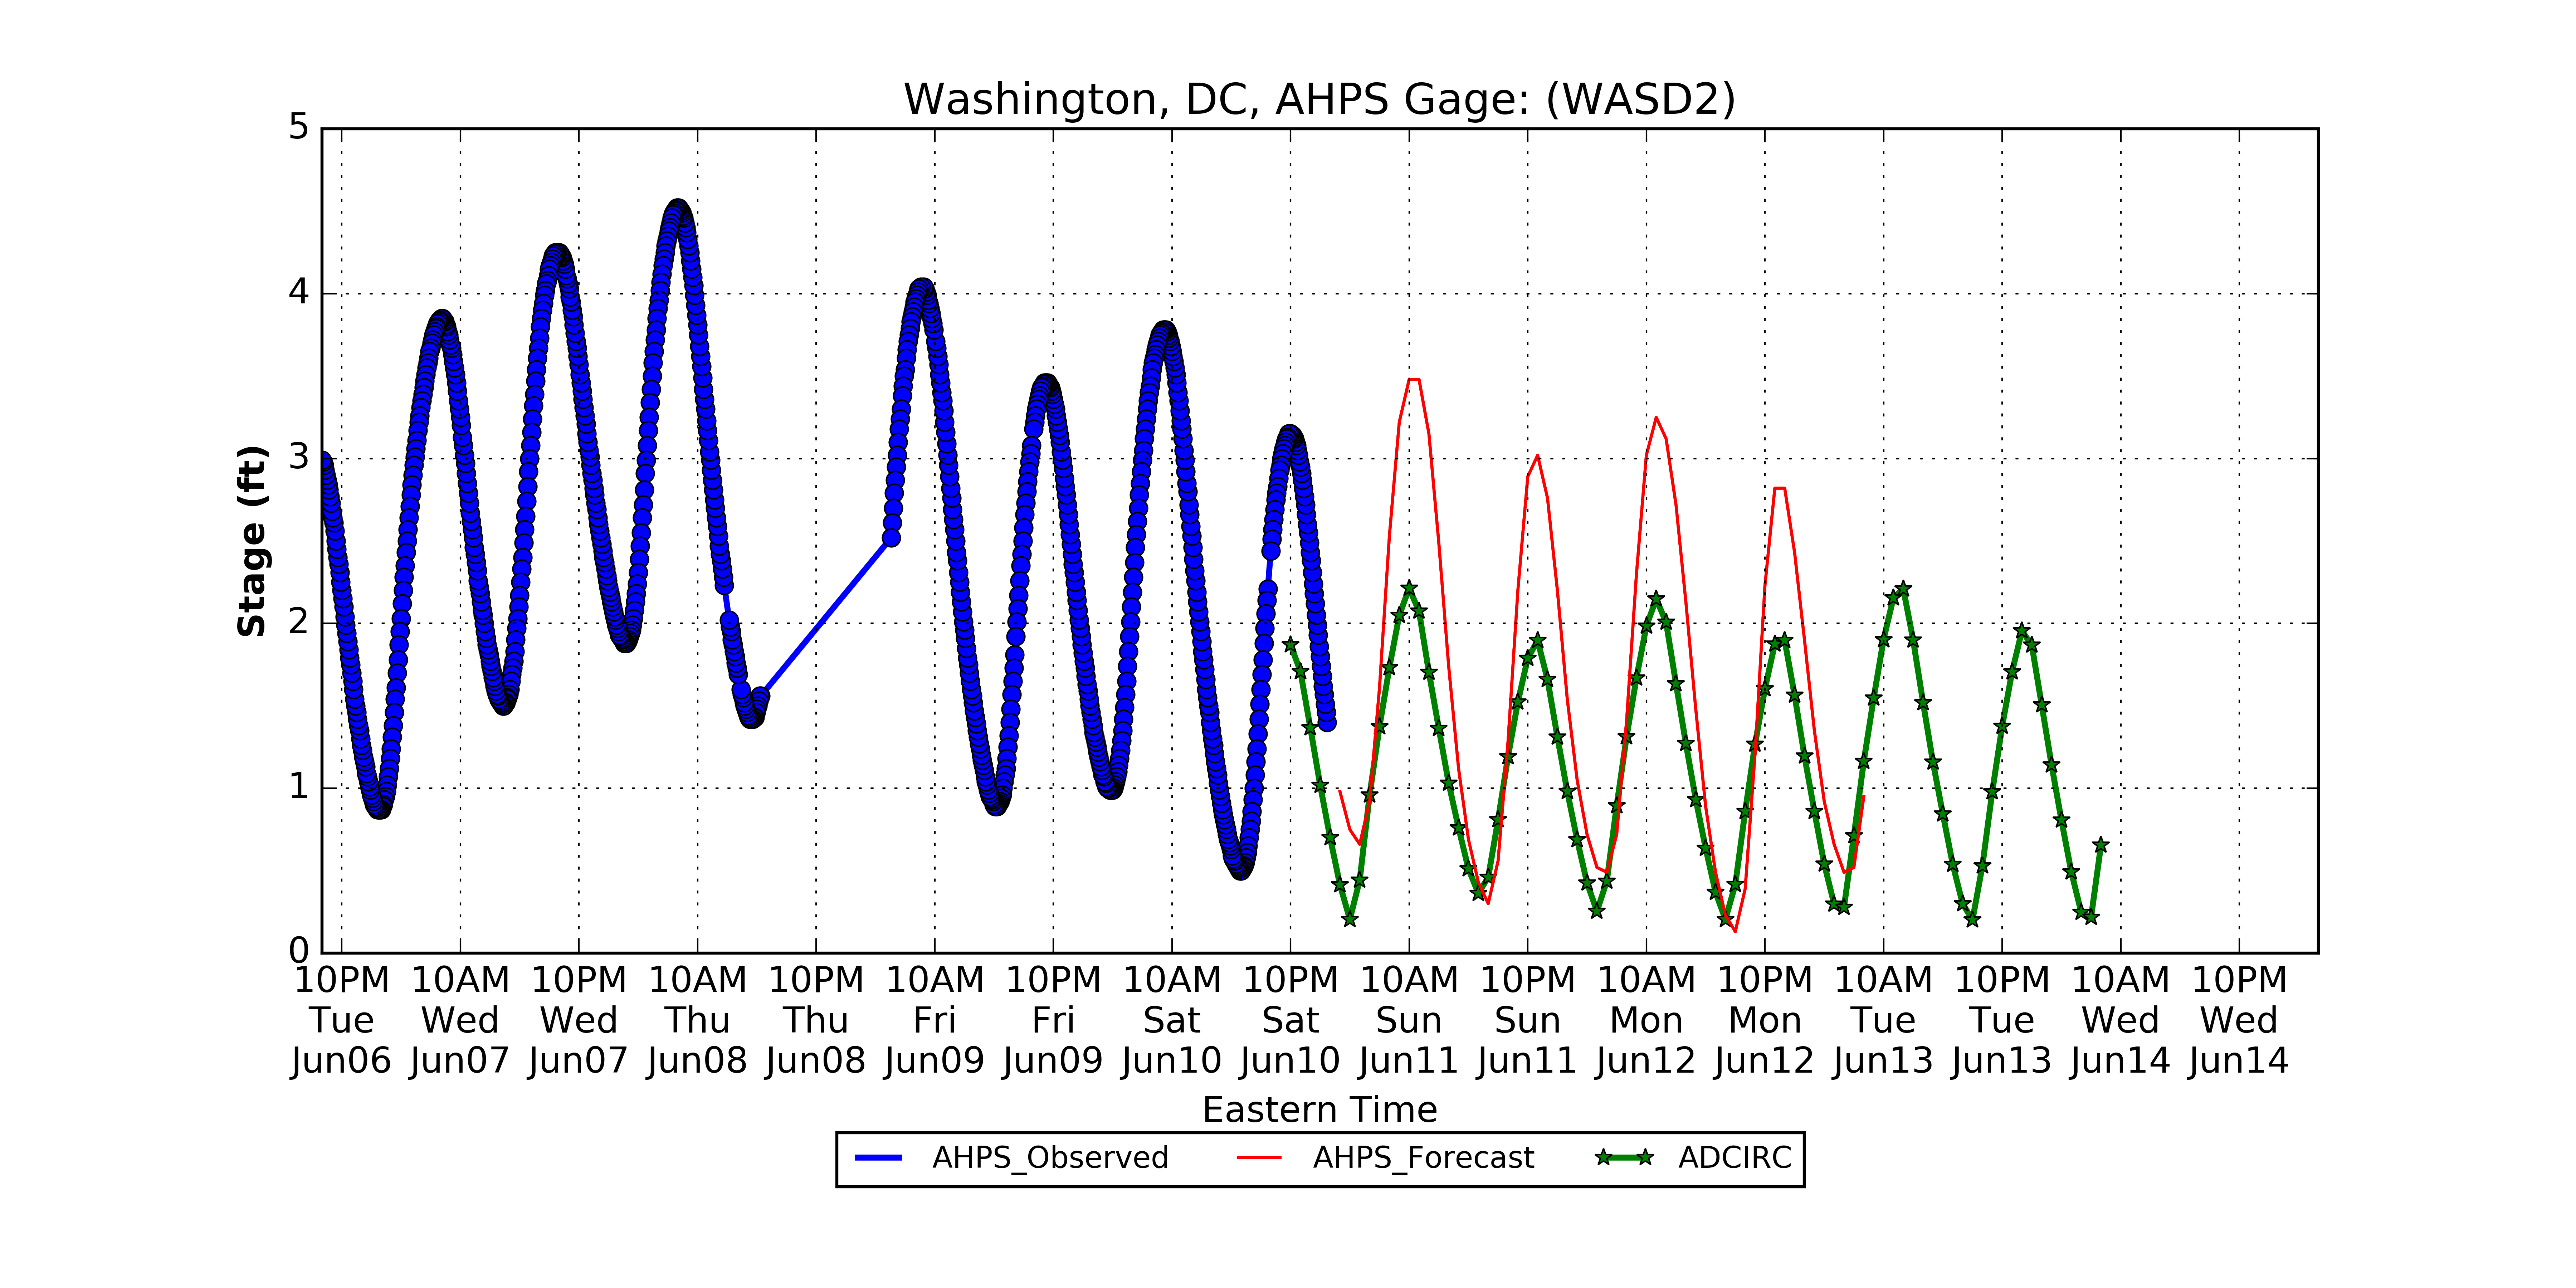 Washington, DC, AHPS Gage: (WASD2)
5
4
3
2
1
0
Stage (ft)
10PM 10AM 10PM 10AM 10PM 10AM 10PM 10AM 10PM 10AM 10PM 10AM 10PM 10AM 10PM 10AM 10PM
Tue Wed Wed Thu Thu Fri Fri Sat Sat Sun Sun Mon Mon Tue Tue Wed Wed
Jun06 Jun07 Jun07 Jun08 Jun08 Jun09 Jun09 Jun10 Jun10 Jun11 Jun11 Jun12 Jun12 Jun13 Jun13 Jun14 Jun14
Eastern Time
AHPS_Observed AHPS_Forecast ADCIRC